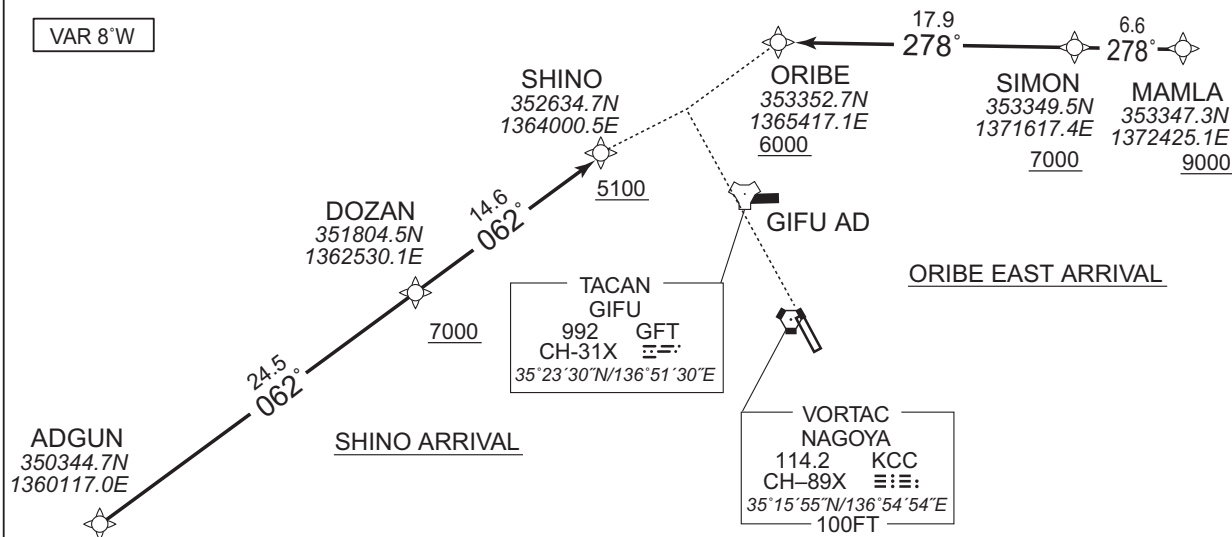 VAR 8°W
17.9
278°
6.6
278°
SHINO
352634.7N
1364000.5E
5100
ORIBE
353352.7N
1365417.1E
6000
SIMON
353349.5N
1371617.4E
7000
MAMLA
353347.3N
1372425.1E
9000
14.6
062°
DOZAN
351804.5N
1362530.1E
7000
GIFU AD
ORIBE EAST ARRIVAL
TACAN
GIFU
992 GFT
CH-31X
35°23´30˝N/136°51´30˝E
24.5
062°
ADGUN
350344.7N
1360117.0E
SHINO ARRIVAL
VORTAC
NAGOYA
114.2 KCC
CH–89X
35°15´55˝N/136°54´54˝E
100FT